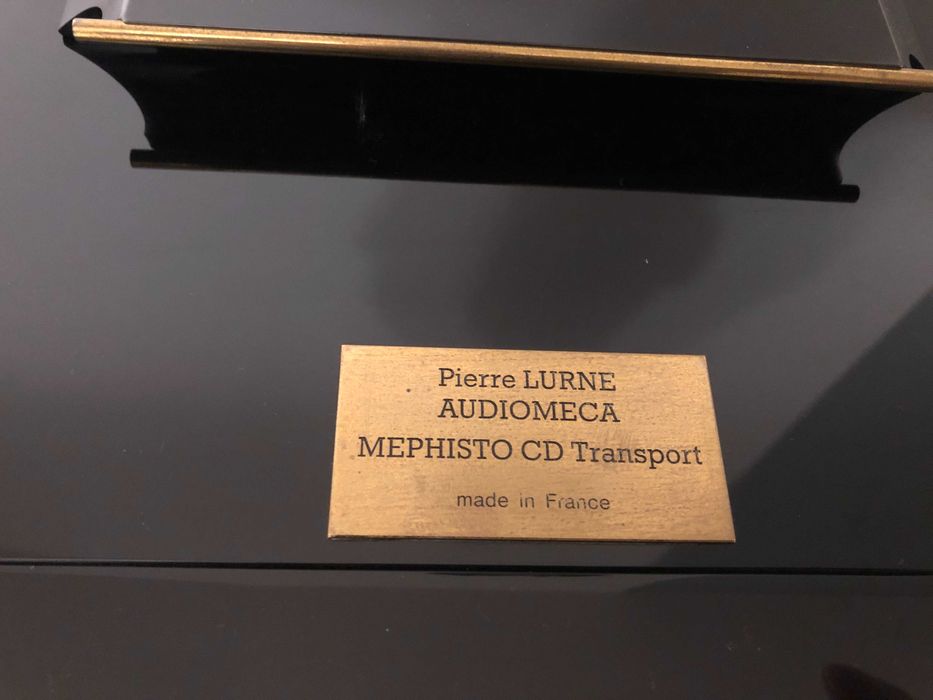 Pierre LURNE
AUDIOMECA
MEPHISTO CD Transport
made in France